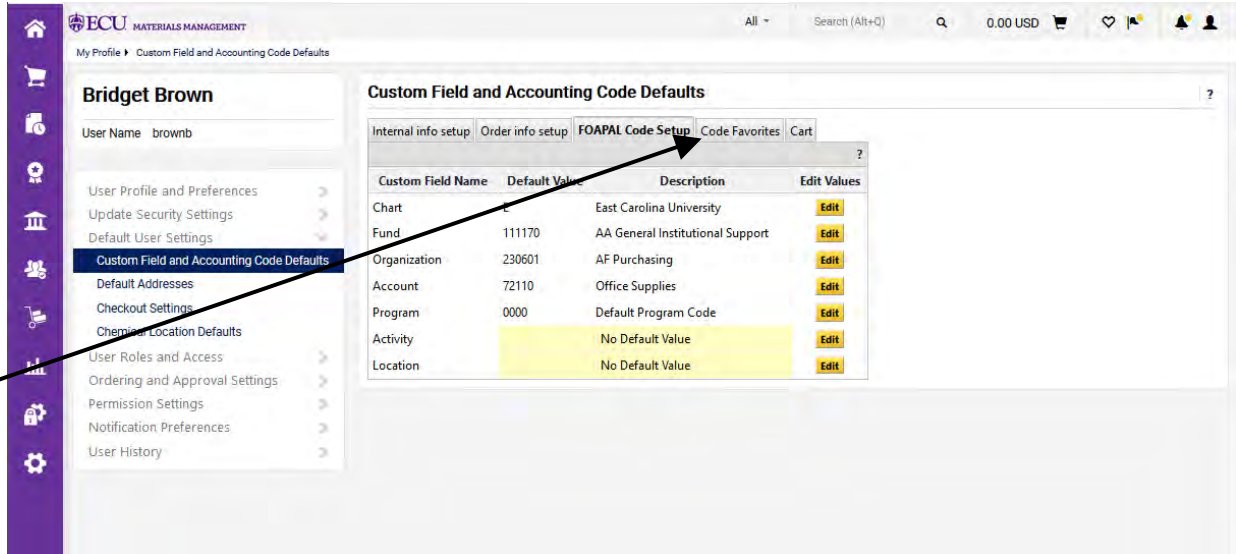 ECU MATERIALS MANAGEMENT
All
Search (Alt+Q)
0.00 USD
My Profile Custom Field and Accounting Code Defaults
Bridget Brown
User Name brownb
User Profile and Preferences
Update Security Settings
Default User Settings
Custom Field and Accounting Code Defaults
Default Addresses
Checkout Settings
Chemical Location Defaults
User Roles and Access
Ordering and Approval Settings
Permission Settings
Notification Preferences
User History
Custom Field and Accounting Code Defaults ?
Internal info setup Order info setup FOAPAL Code Setup Code Favorites Cart
?
Custom Field Name Default Value Description Edit Values
Chart E East Carolina University Edit
Fund 111170 AA General Institutional Support Edit
Organization 230601 AF Purchasing Edit
Account 72110 Office Supplies Edit
Program 0000 Default Program Code Edit
Activity No Default Value Edit
Location No Default Value Edit